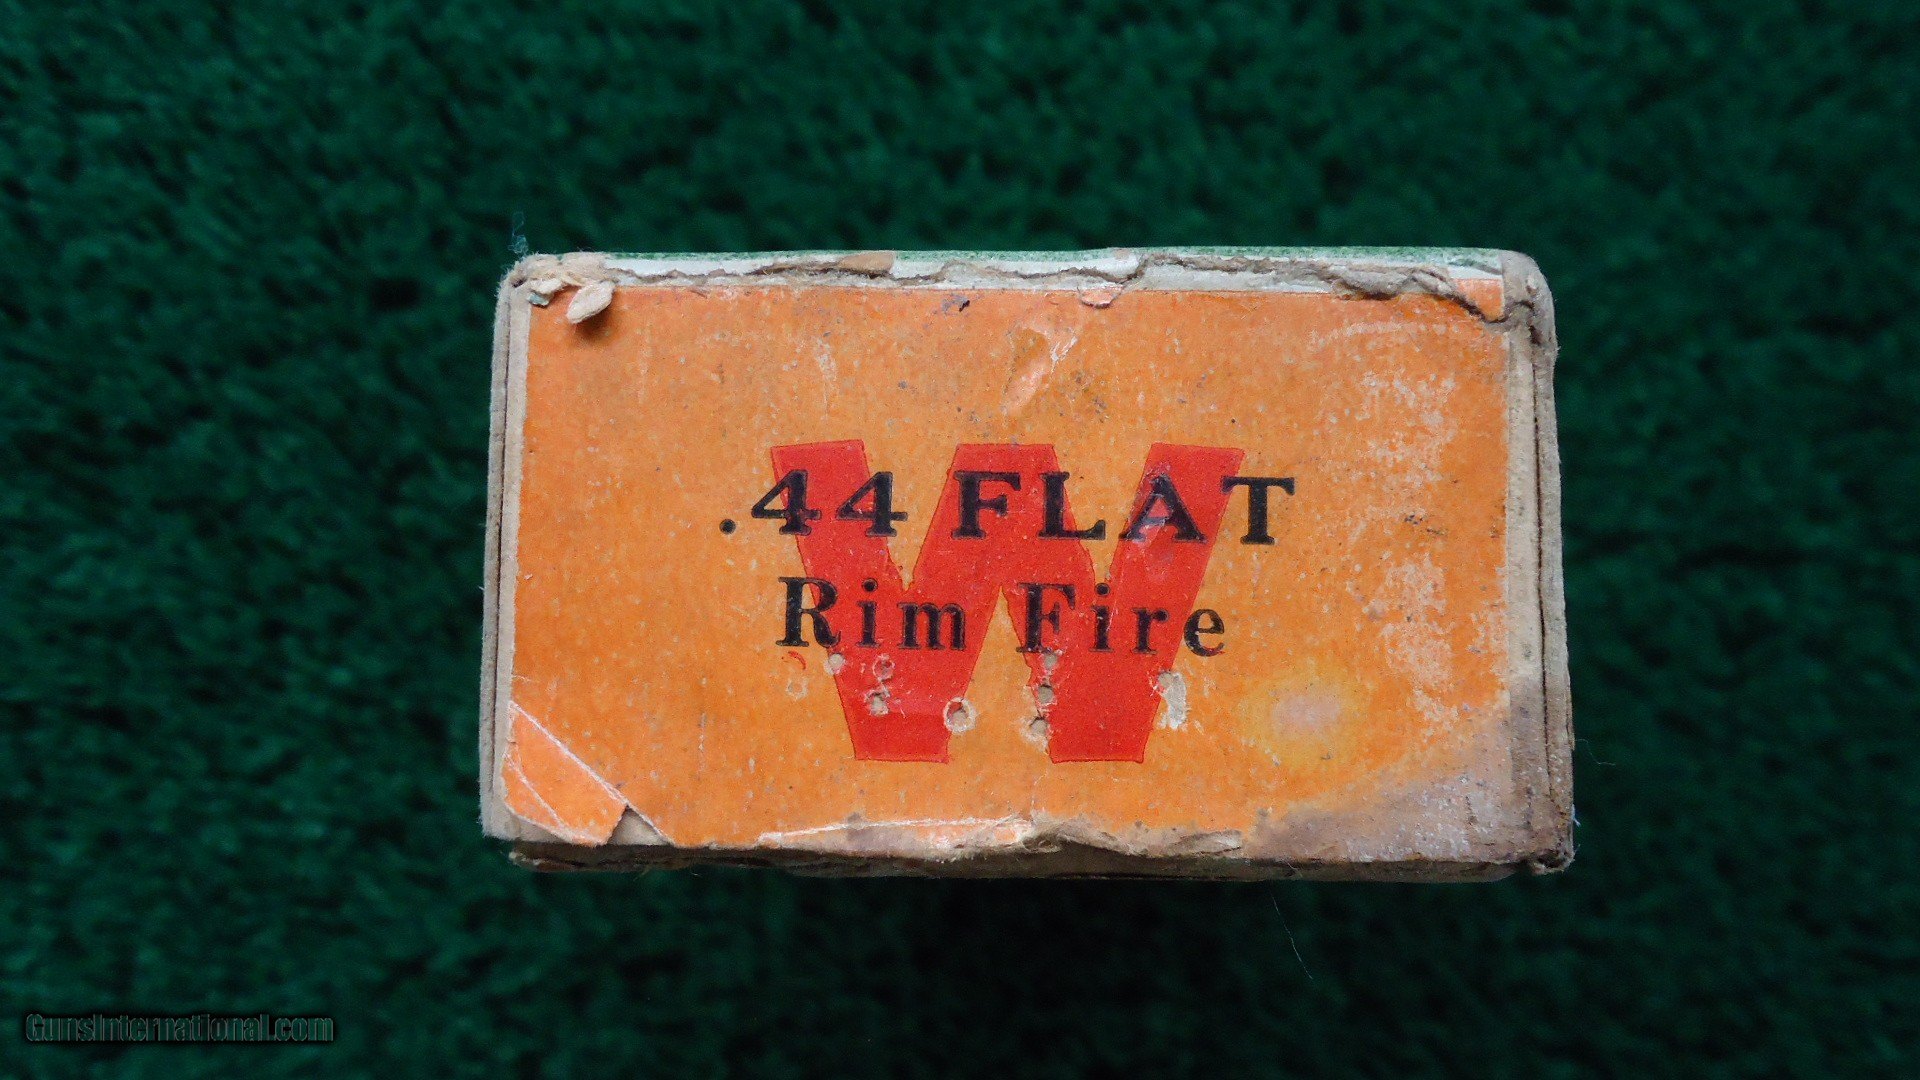 .44 FLAT
Rim Fire
W
GunsInternational.com